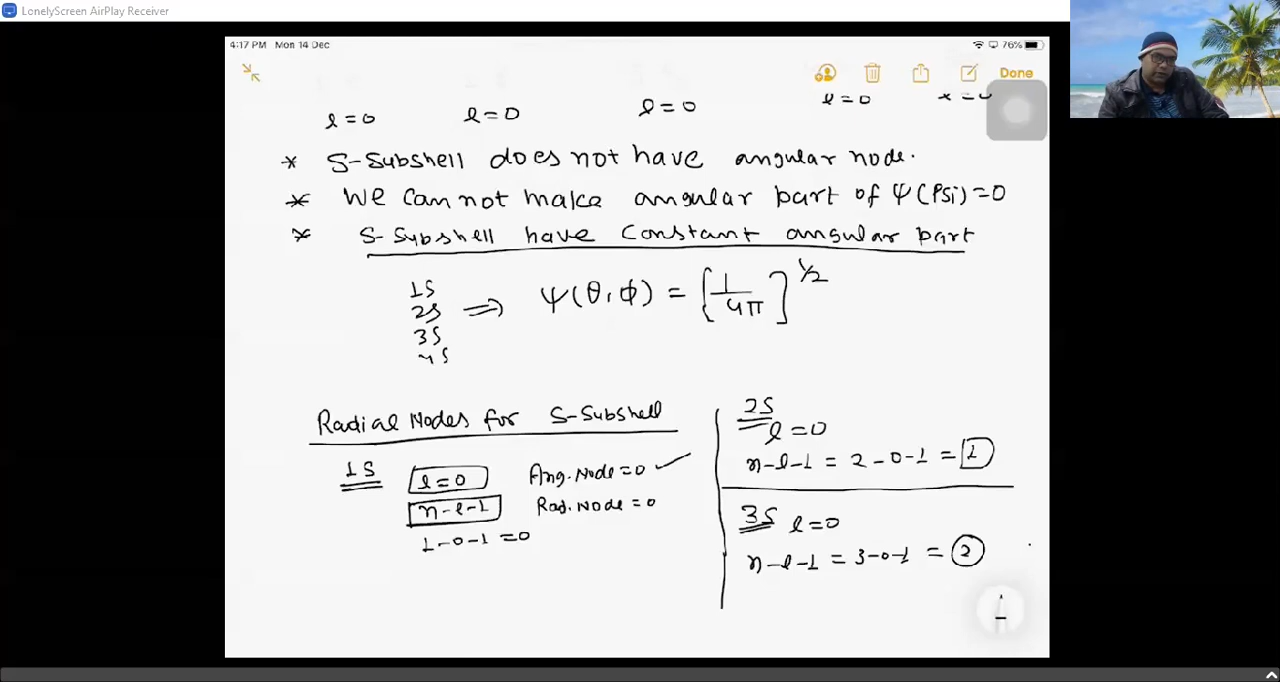 LonelyScreen AirPlay Receiver
4:17 PM Mon 14 Dec
76%
Done
l=0 l=0 l=0 l=0
* S-Subshell does not have angular node.
* We Cannot make angular part of Ψ(Psi)=0
* S-Subshell have Constant angular part
1S
2S ⇒ Ψ(θ,ϕ) = [1/4π]^1/2
3S
4S
Radial Nodes for S-Subshell
1S l=0 Ang. Node=0 ✓
n-l-1 Rad. Node=0
1-0-1=0
2S
l=0
n-l-1 = 2-0-1 = 1
3S l=0
n-l-1 = 3-0-1 = 2